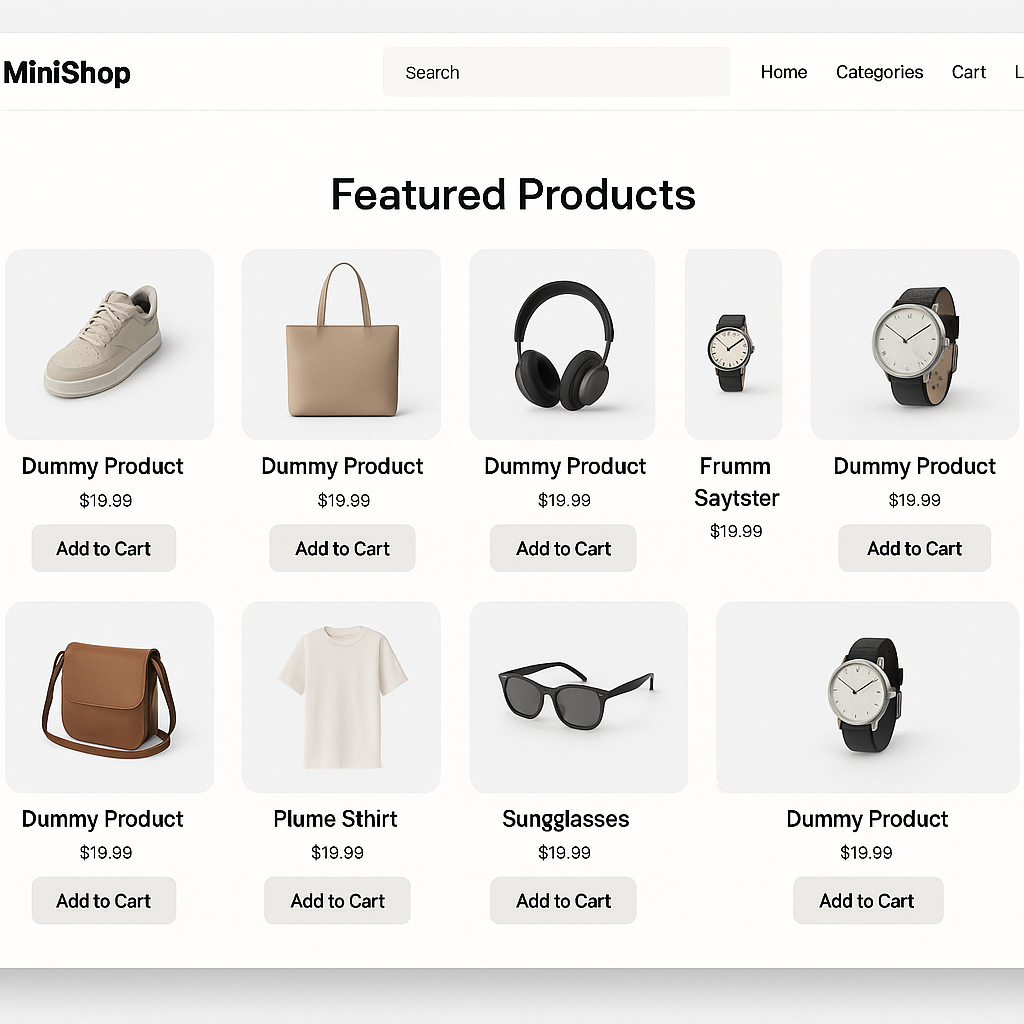 MiniShop
Search
Home Categories Cart L
Featured Products
Dummy Product
$19.99
Add to Cart
Dummy Product
$19.99
Add to Cart
Dummy Product
$19.99
Add to Cart
Frumm
Saytster
$19.99
Dummy Product
$19.99
Add to Cart
Dummy Product
$19.99
Add to Cart
Plume Sthirt
$19.99
Add to Cart
Sungglasses
$19.99
Add to Cart
Dummy Product
$19.99
Add to Cart